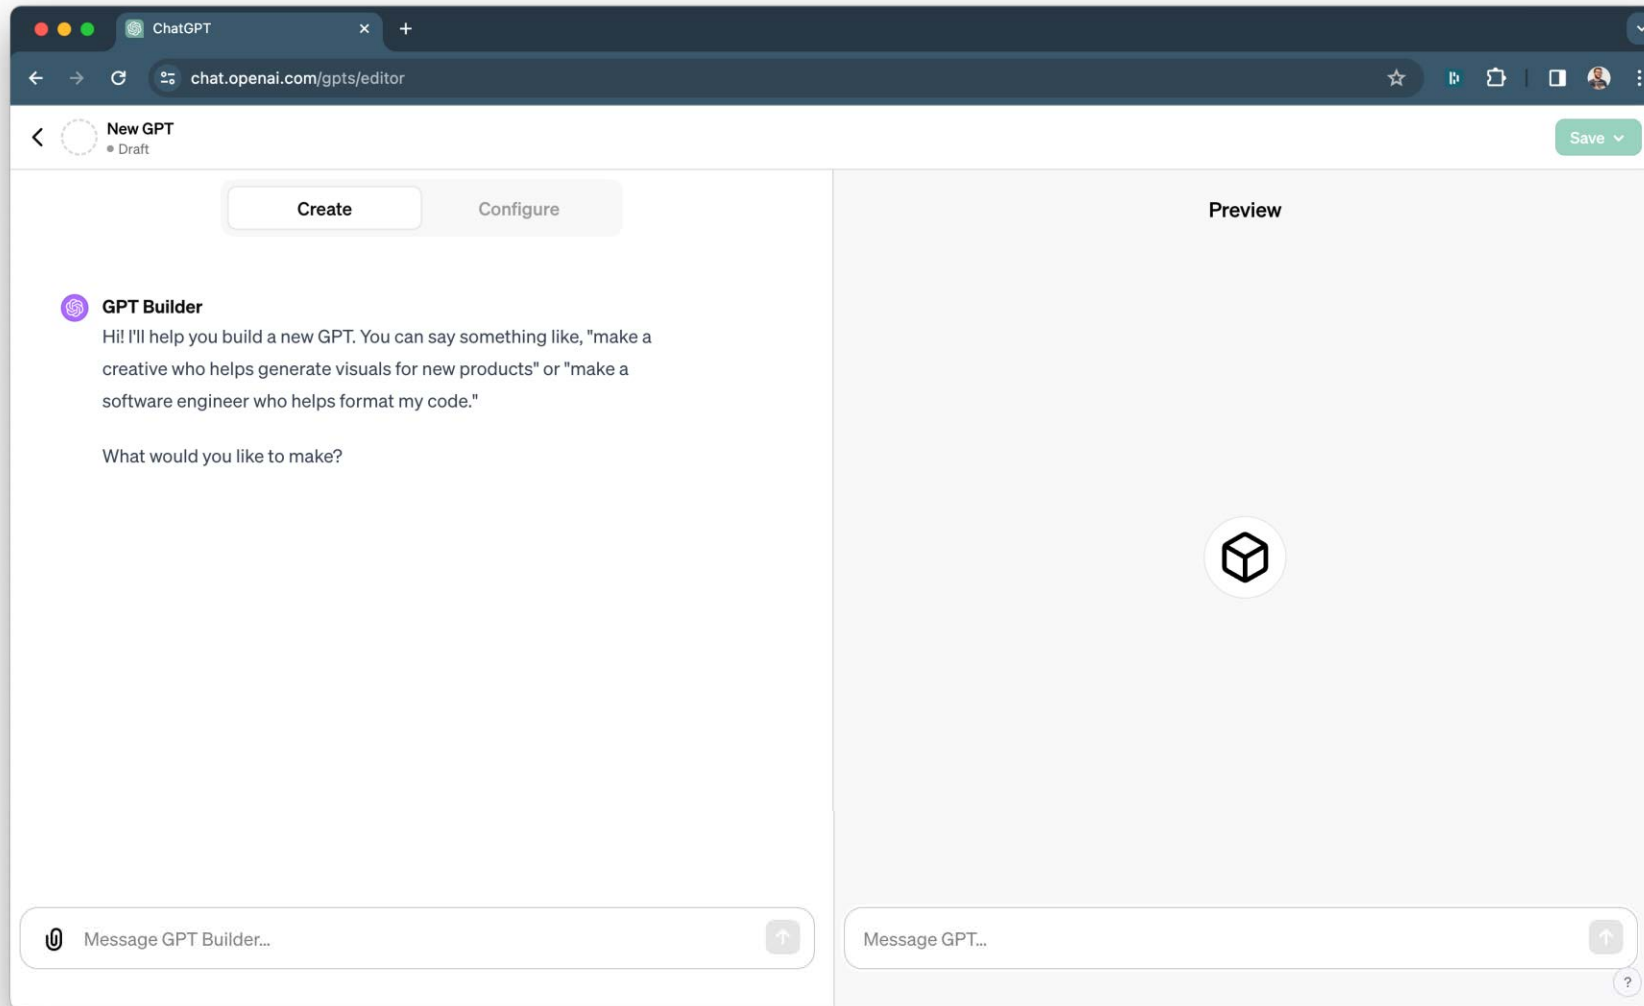 ChatGPT
chat.openai.com/gpts/editor
New GPT
Draft
Save
Create
Configure
Preview
GPT Builder
Hi! I'll help you build a new GPT. You can say something like, "make a
creative who helps generate visuals for new products" or "make a
software engineer who helps format my code."
What would you like to make?
Message GPT Builder...
Message GPT...
?